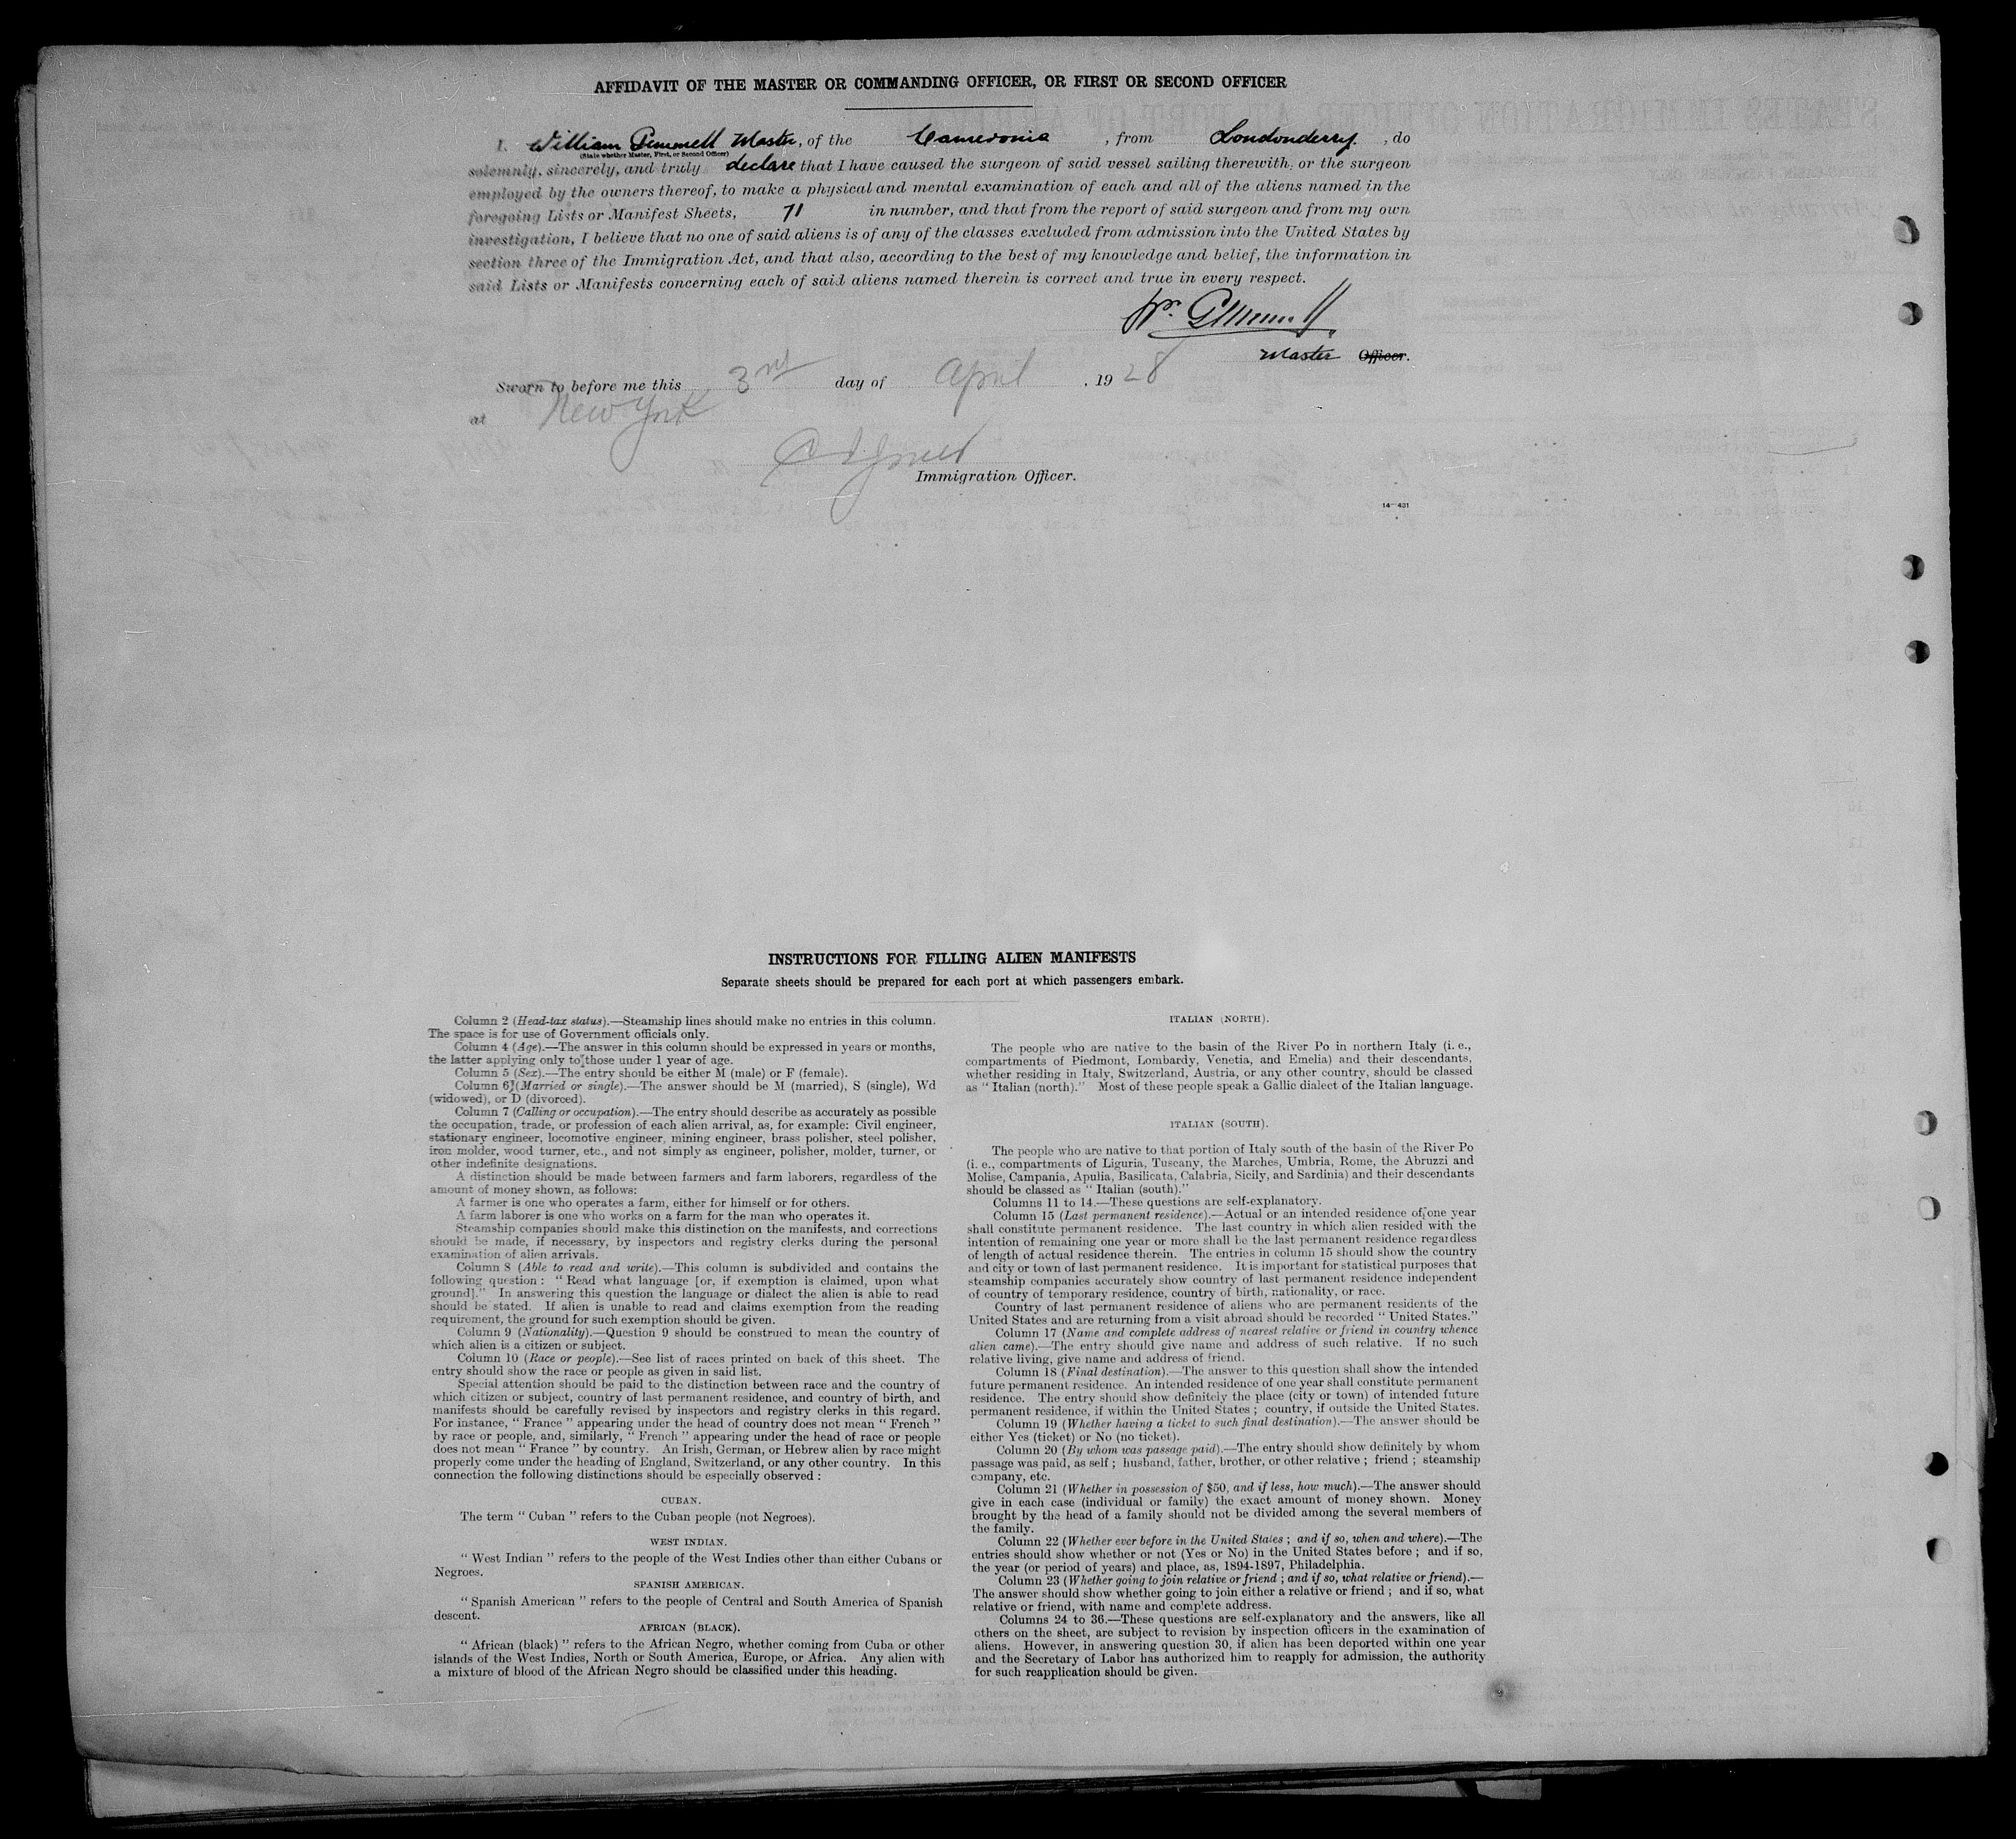 AFFIDAVIT OF THE MASTER OR COMMANDING OFFICER, OR FIRST OR SECOND OFFICER
I, William Gemmell Master, of the Cameronia, from Londonderry, do
(State whether Master, First, or Second Officer)
solemnly, sincerely, and truly declare that I have caused the surgeon of said vessel sailing therewith, or the surgeon
employed by the owners thereof, to make a physical and mental examination of each and all of the aliens named in the
foregoing Lists or Manifest Sheets, 71 in number, and that from the report of said surgeon and from my own
investigation, I believe that no one of said aliens is of any of the classes excluded from admission into the United States by
section three of the Immigration Act, and that also, according to the best of my knowledge and belief, the information in
said Lists or Manifests concerning each of said aliens named therein is correct and true in every respect.
Wm. Gemmell
Master Officer.
Sworn to before me this 3rd day of April, 1928
at New York
Immigration Officer.
14—431
INSTRUCTIONS FOR FILLING ALIEN MANIFESTS
Separate sheets should be prepared for each port at which passengers embark.
Column 2 (Head-tax status).—Steamship lines should make no entries in this column.
The space is for use of Government officials only.
Column 4 (Age).—The answer in this column should be expressed in years or months,
the latter applying only to those under 1 year of age.
Column 5 (Sex).—The entry should be either M (male) or F (female).
Column 6 (Married or single).—The answer should be M (married), S (single), Wd
(widowed), or D (divorced).
Column 7 (Calling or occupation).—The entry should describe as accurately as possible
the occupation, trade, or profession of each alien arrival, as, for example: Civil engineer,
stationary engineer, locomotive engineer, mining engineer, brass polisher, steel polisher,
iron molder, wood turner, etc., and not simply as engineer, polisher, molder, turner, or
other indefinite designations.
A distinction should be made between farmers and farm laborers, regardless of the
amount of money shown, as follows:
A farmer is one who operates a farm, either for himself or for others.
A farm laborer is one who works on a farm for the man who operates it.
Steamship companies should make this distinction on the manifests, and corrections
should be made, if necessary, by inspectors and registry clerks during the personal
examination of alien arrivals.
Column 8 (Able to read and write).—This column is subdivided and contains the
following question: "Read what language [or, if exemption is claimed, upon what
ground]." In answering this question the language or dialect the alien is able to read
should be stated. If alien is unable to read and claims exemption from the reading
requirement, the ground for such exemption should be given.
Column 9 (Nationality).—Question 9 should be construed to mean the country of
which alien is a citizen or subject.
Column 10 (Race or people).—See list of races printed on back of this sheet. The
entry should show the race or people as given in said list.
Special attention should be paid to the distinction between race and the country of
which citizen or subject, country of last permanent residence, and country of birth, and
manifests should be carefully revised by inspectors and registry clerks in this regard.
For instance, "France" appearing under the head of country does not mean "French"
by race or people, and, similarly, "French" appearing under the head of race or people
does not mean "France" by country. An Irish, German, or Hebrew alien by race might
properly come under the heading of England, Switzerland, or any other country. In this
connection the following distinctions should be especially observed:
CUBAN.
The term "Cuban" refers to the Cuban people (not Negroes).
WEST INDIAN.
"West Indian" refers to the people of the West Indies other than either Cubans or
Negroes.
SPANISH AMERICAN.
"Spanish American" refers to the people of Central and South America of Spanish
descent.
AFRICAN (BLACK).
"African (black)" refers to the African Negro, whether coming from Cuba or other
islands of the West Indies, North or South America, Europe, or Africa. Any alien with
a mixture of blood of the African Negro should be classified under this heading.
ITALIAN (NORTH).
The people who are native to the basin of the River Po in northern Italy (i. e.,
compartments of Piedmont, Lombardy, Venetia, and Emelia) and their descendants,
whether residing in Italy, Switzerland, Austria, or any other country, should be classed
as "Italian (north)." Most of these people speak a Gallic dialect of the Italian language.
ITALIAN (SOUTH).
The people who are native to that portion of Italy south of the basin of the River Po
(i. e., compartments of Liguria, Tuscany, the Marches, Umbria, Rome, the Abruzzi and
Molise, Campania, Apulia, Basilicata, Calabria, Sicily, and Sardinia) and their descendants
should be classed as "Italian (south)."
Columns 11 to 14.—These questions are self-explanatory.
Column 15 (Last permanent residence).—Actual or an intended residence of one year
shall constitute permanent residence. The last country in which alien resided with the
intention of remaining one year or more shall be the last permanent residence regardless
of length of actual residence therein. The entries in column 15 should show the country
and city or town of last permanent residence. It is important for statistical purposes that
steamship companies accurately show country of last permanent residence independent
of country of temporary residence, country of birth, nationality, or race.
Country of last permanent residence of aliens who are permanent residents of the
United States and are returning from a visit abroad should be recorded "United States."
Column 17 (Name and complete address of nearest relative or friend in country whence
alien came).—The entry should give name and address of such relative. If no such
relative living, give name and address of friend.
Column 18 (Final destination).—The answer to this question shall show the intended
future permanent residence. An intended residence of one year shall constitute permanent
residence. The entry should show definitely the place (city or town) of intended future
permanent residence, if within the United States; country, if outside the United States.
Column 19 (Whether having a ticket to such final destination).—The answer should be
either Yes (ticket) or No (no ticket).
Column 20 (By whom was passage paid).—The entry should show definitely by whom
passage was paid, as self; husband, father, brother, or other relative; friend; steamship
company, etc.
Column 21 (Whether in possession of $50, and if less, how much).—The answer should
give in each case (individual or family) the exact amount of money shown. Money
brought by the head of a family should not be divided among the several members of
the family.
Column 22 (Whether ever before in the United States; and if so, when and where).—The
entries should show whether or not (Yes or No) in the United States before; and if so,
the year (or period of years) and place, as, 1894-1897, Philadelphia.
Column 23 (Whether going to join relative or friend; and if so, what relative or friend).—
The answer should show whether going to join either a relative or friend; and if so, what
relative or friend, with name and complete address.
Columns 24 to 36.—These questions are self-explanatory and the answers, like all
others on the sheet, are subject to revision by inspection officers in the examination of
aliens. However, in answering question 30, if alien has been deported within one year
and the Secretary of Labor has authorized him to reapply for admission, the authority
for such reapplication should be given.